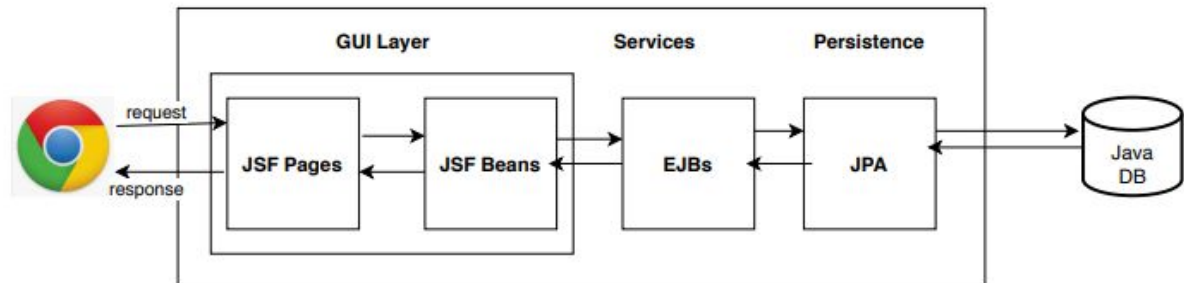 GUI Layer
Services
Persistence
request
response
JSF Pages
JSF Beans
EJBs
JPA
Java
DB